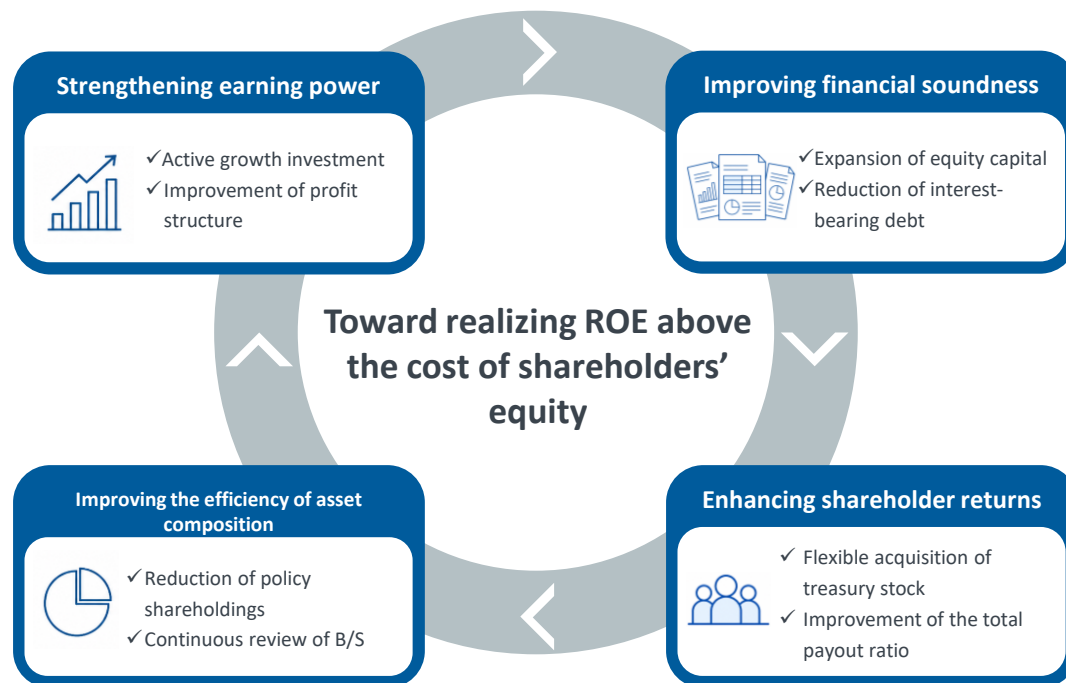 Strengthening earning power
✓Active growth investment
✓Improvement of profit
structure
Improving financial soundness
✓Expansion of equity capital
✓Reduction of interest-
bearing debt
Toward realizing ROE above
the cost of shareholders’
equity
Improving the efficiency of asset
composition
✓Reduction of policy
shareholdings
✓Continuous review of B/S
Enhancing shareholder returns
✓ Flexible acquisition of
treasury stock
✓ Improvement of the total
payout ratio